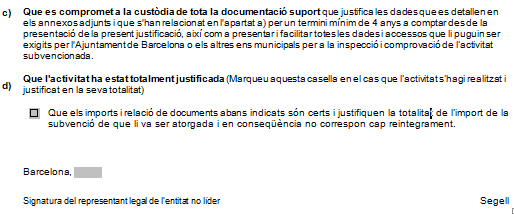 c) Que es compromet a la custòdia de tota la documentació suport que justifica les dades que es detallen en
els annexos adjunts i que s'han relacionat en l'apartat a) per un termini mínim de 4 anys a comptar des de la
presentació de la present justificació, així com a presentar i facilitar totes les dades i accessos que li puguin ser
exigits per l'Ajuntament de Barcelona o els altres ens municipals per a la inspecció i comprovació de l'activitat
subvencionada.
d) Que l'activitat ha estat totalment justificada (Marqueu aquesta casella en el cas que l'activitat s'hagi realitzat i
justificat en la seva totalitat)
Que els imports i relació de documents abans indicats són certs i justifiquen la totalitat de l'import de la
subvenció de que li va ser atorgada i en conseqüència no correspon cap reintegrament.
Barcelona,
Signatura del representant legal de l'entitat no líder Segell